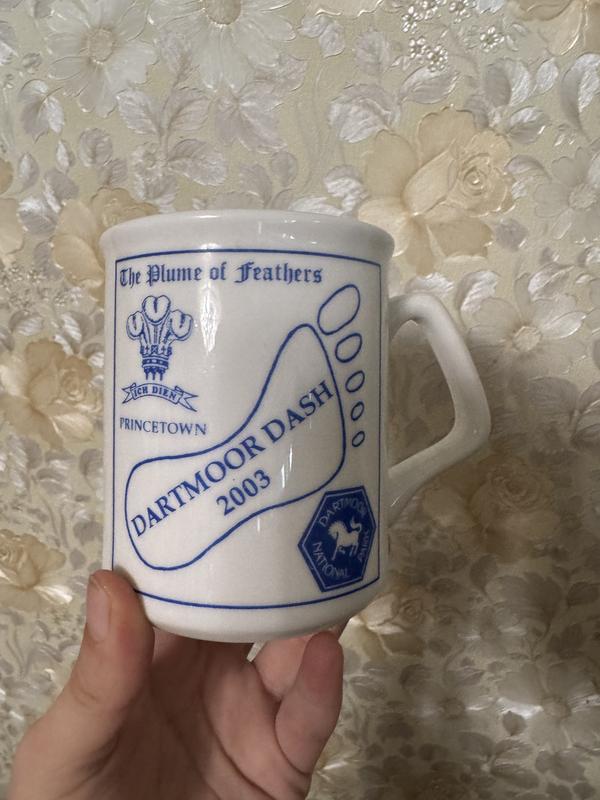 The Plume of Feathers
ICH DIEN
PRINCETOWN
DARTMOOR DASH
2003
DARTMOOR
NATIONAL PARK